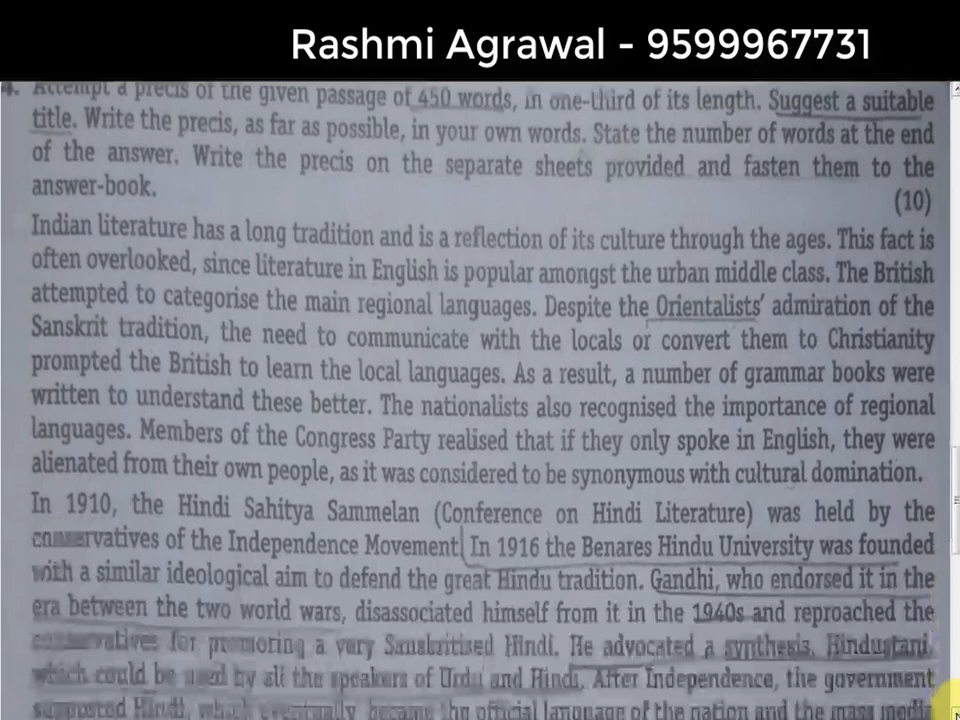 Rashmi Agrawal - 9599967731
4. Attempt a precis of the given passage of 450 words, in one-third of its length. Suggest a suitable
title. Write the precis, as far as possible, in your own words. State the number of words at the end
of the answer. Write the precis on the separate sheets provided and fasten them to the
answer-book.
(10)
Indian literature has a long tradition and is a reflection of its culture through the ages. This fact is
often overlooked, since literature in English is popular amongst the urban middle class. The British
attempted to categorise the main regional languages. Despite the Orientalists' admiration of the
Sanskrit tradition, the need to communicate with the locals or convert them to Christianity
prompted the British to learn the local languages. As a result, a number of grammar books were
written to understand these better. The nationalists also recognised the importance of regional
languages. Members of the Congress Party realised that if they only spoke in English, they were
alienated from their own people, as it was considered to be synonymous with cultural domination.
In 1910, the Hindi Sahitya Sammelan (Conference on Hindi Literature) was held by the
conservatives of the Independence Movement. In 1916 the Benares Hindu University was founded
with a similar ideological aim to defend the great Hindu tradition. Gandhi, who endorsed it in the
era between the two world wars, disassociated himself from it in the 1940s and reproached the
conservatives for promoting a very Sanskritised Hindi. He advocated a synthesis, Hindustani,
which could be used by all the speakers of Urdu and Hindi. After Independence, the government
supported Hindi, which eventually became the official language of the nation and the mass media